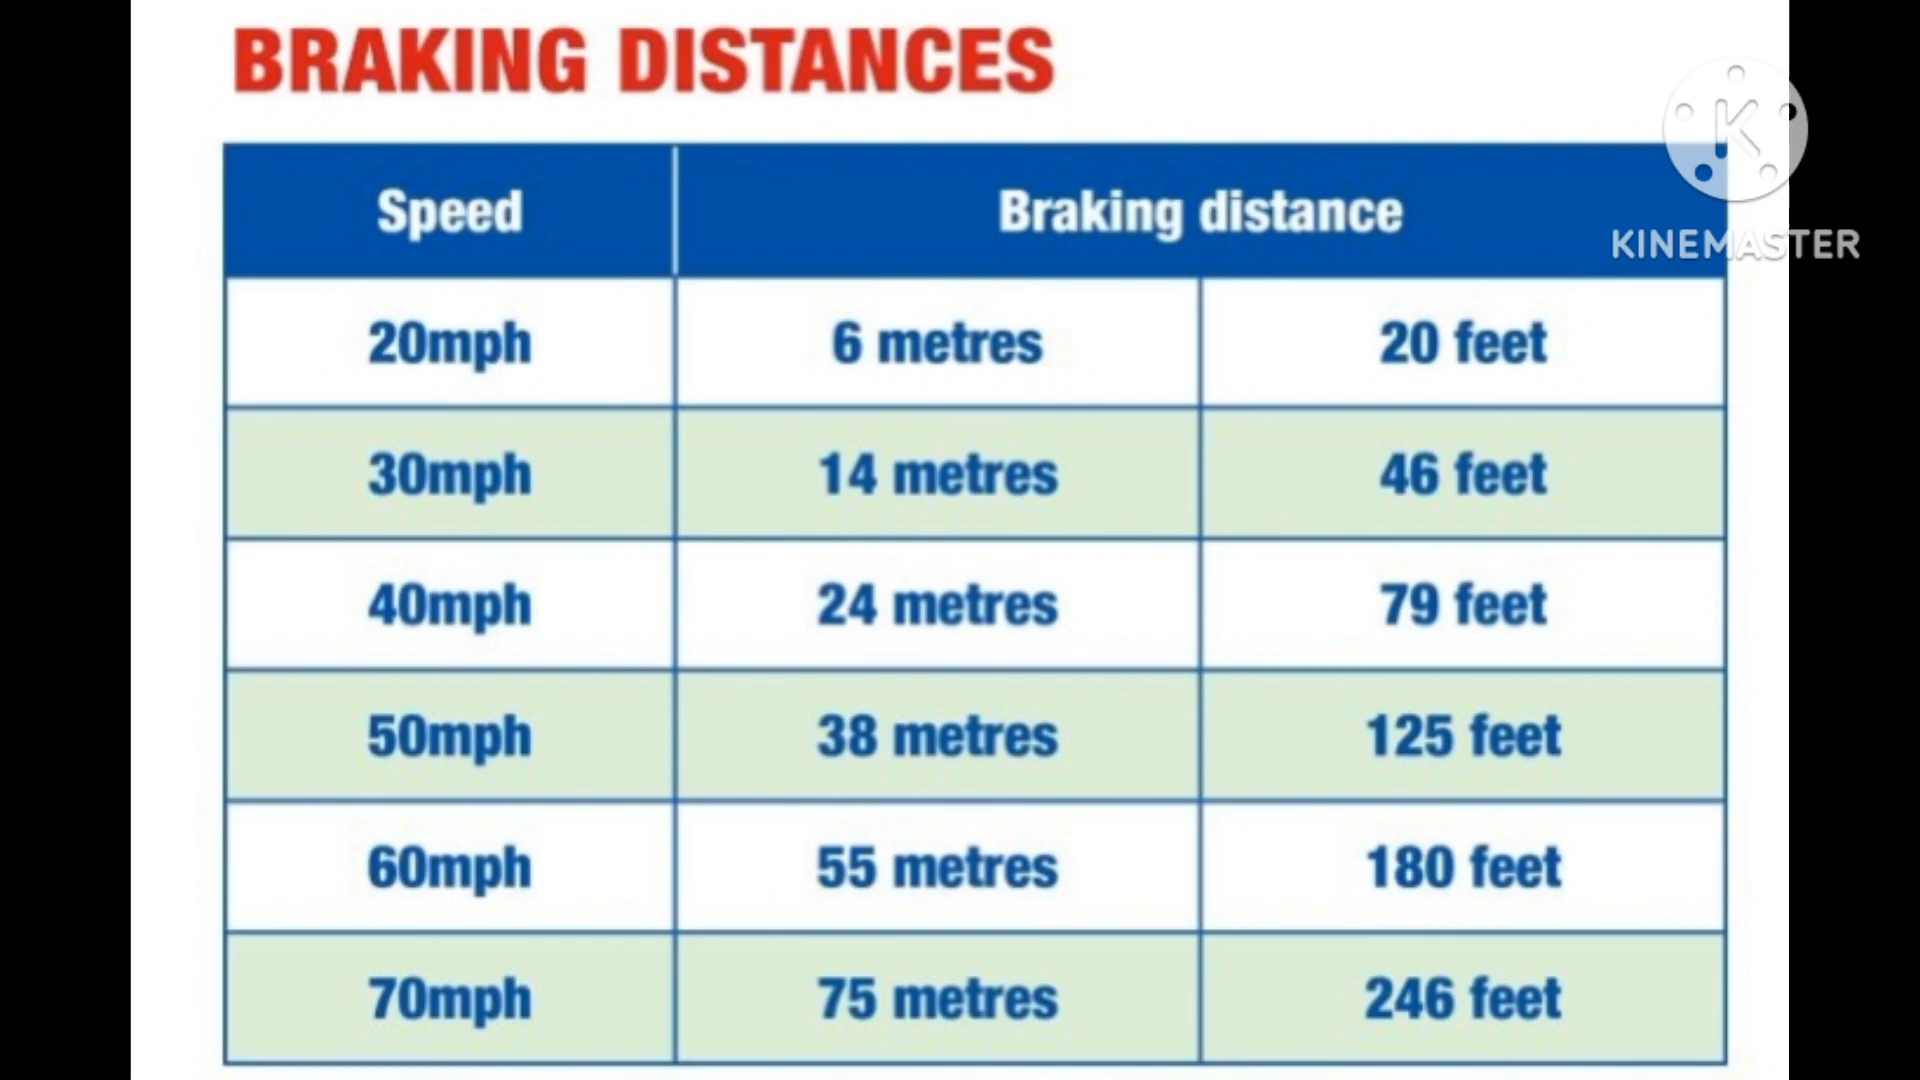 BRAKING DISTANCES
K
KINEMASTER
Speed Braking distance
20mph 6 metres 20 feet
30mph 14 metres 46 feet
40mph 24 metres 79 feet
50mph 38 metres 125 feet
60mph 55 metres 180 feet
70mph 75 metres 246 feet